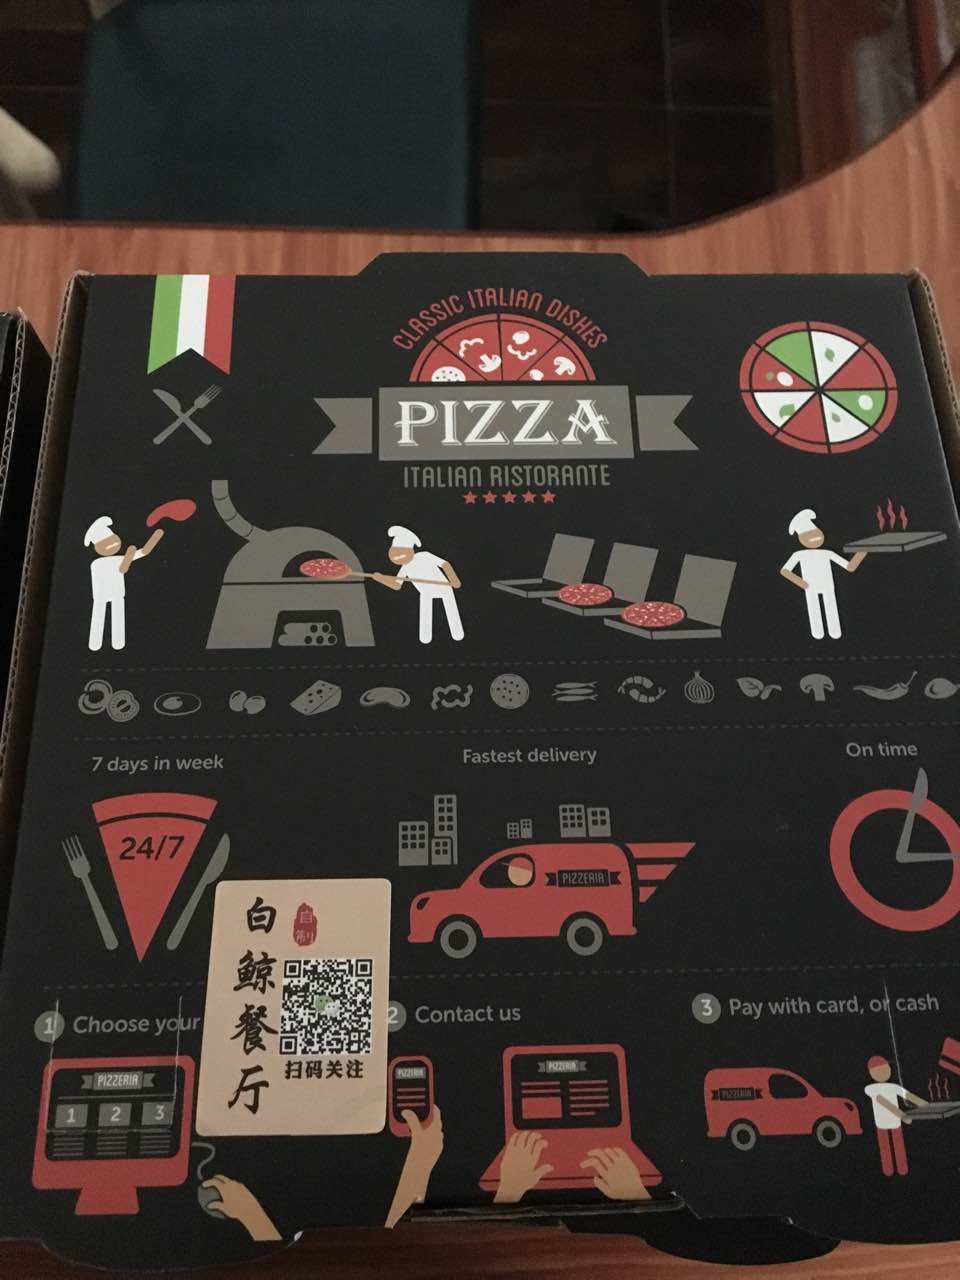 CLASSIC ITALIAN DISHES
PIZZA
ITALIAN RISTORANTE
7 days in week
Fastest delivery
On time
24/7
PIZZERIA
白鲸餐厅
自制
扫码关注
1 Choose your
2 Contact us
3 Pay with card, or cash
PIZZERIA
1 2 3
PIZZERIA
PIZZERIA
PIZZERIA